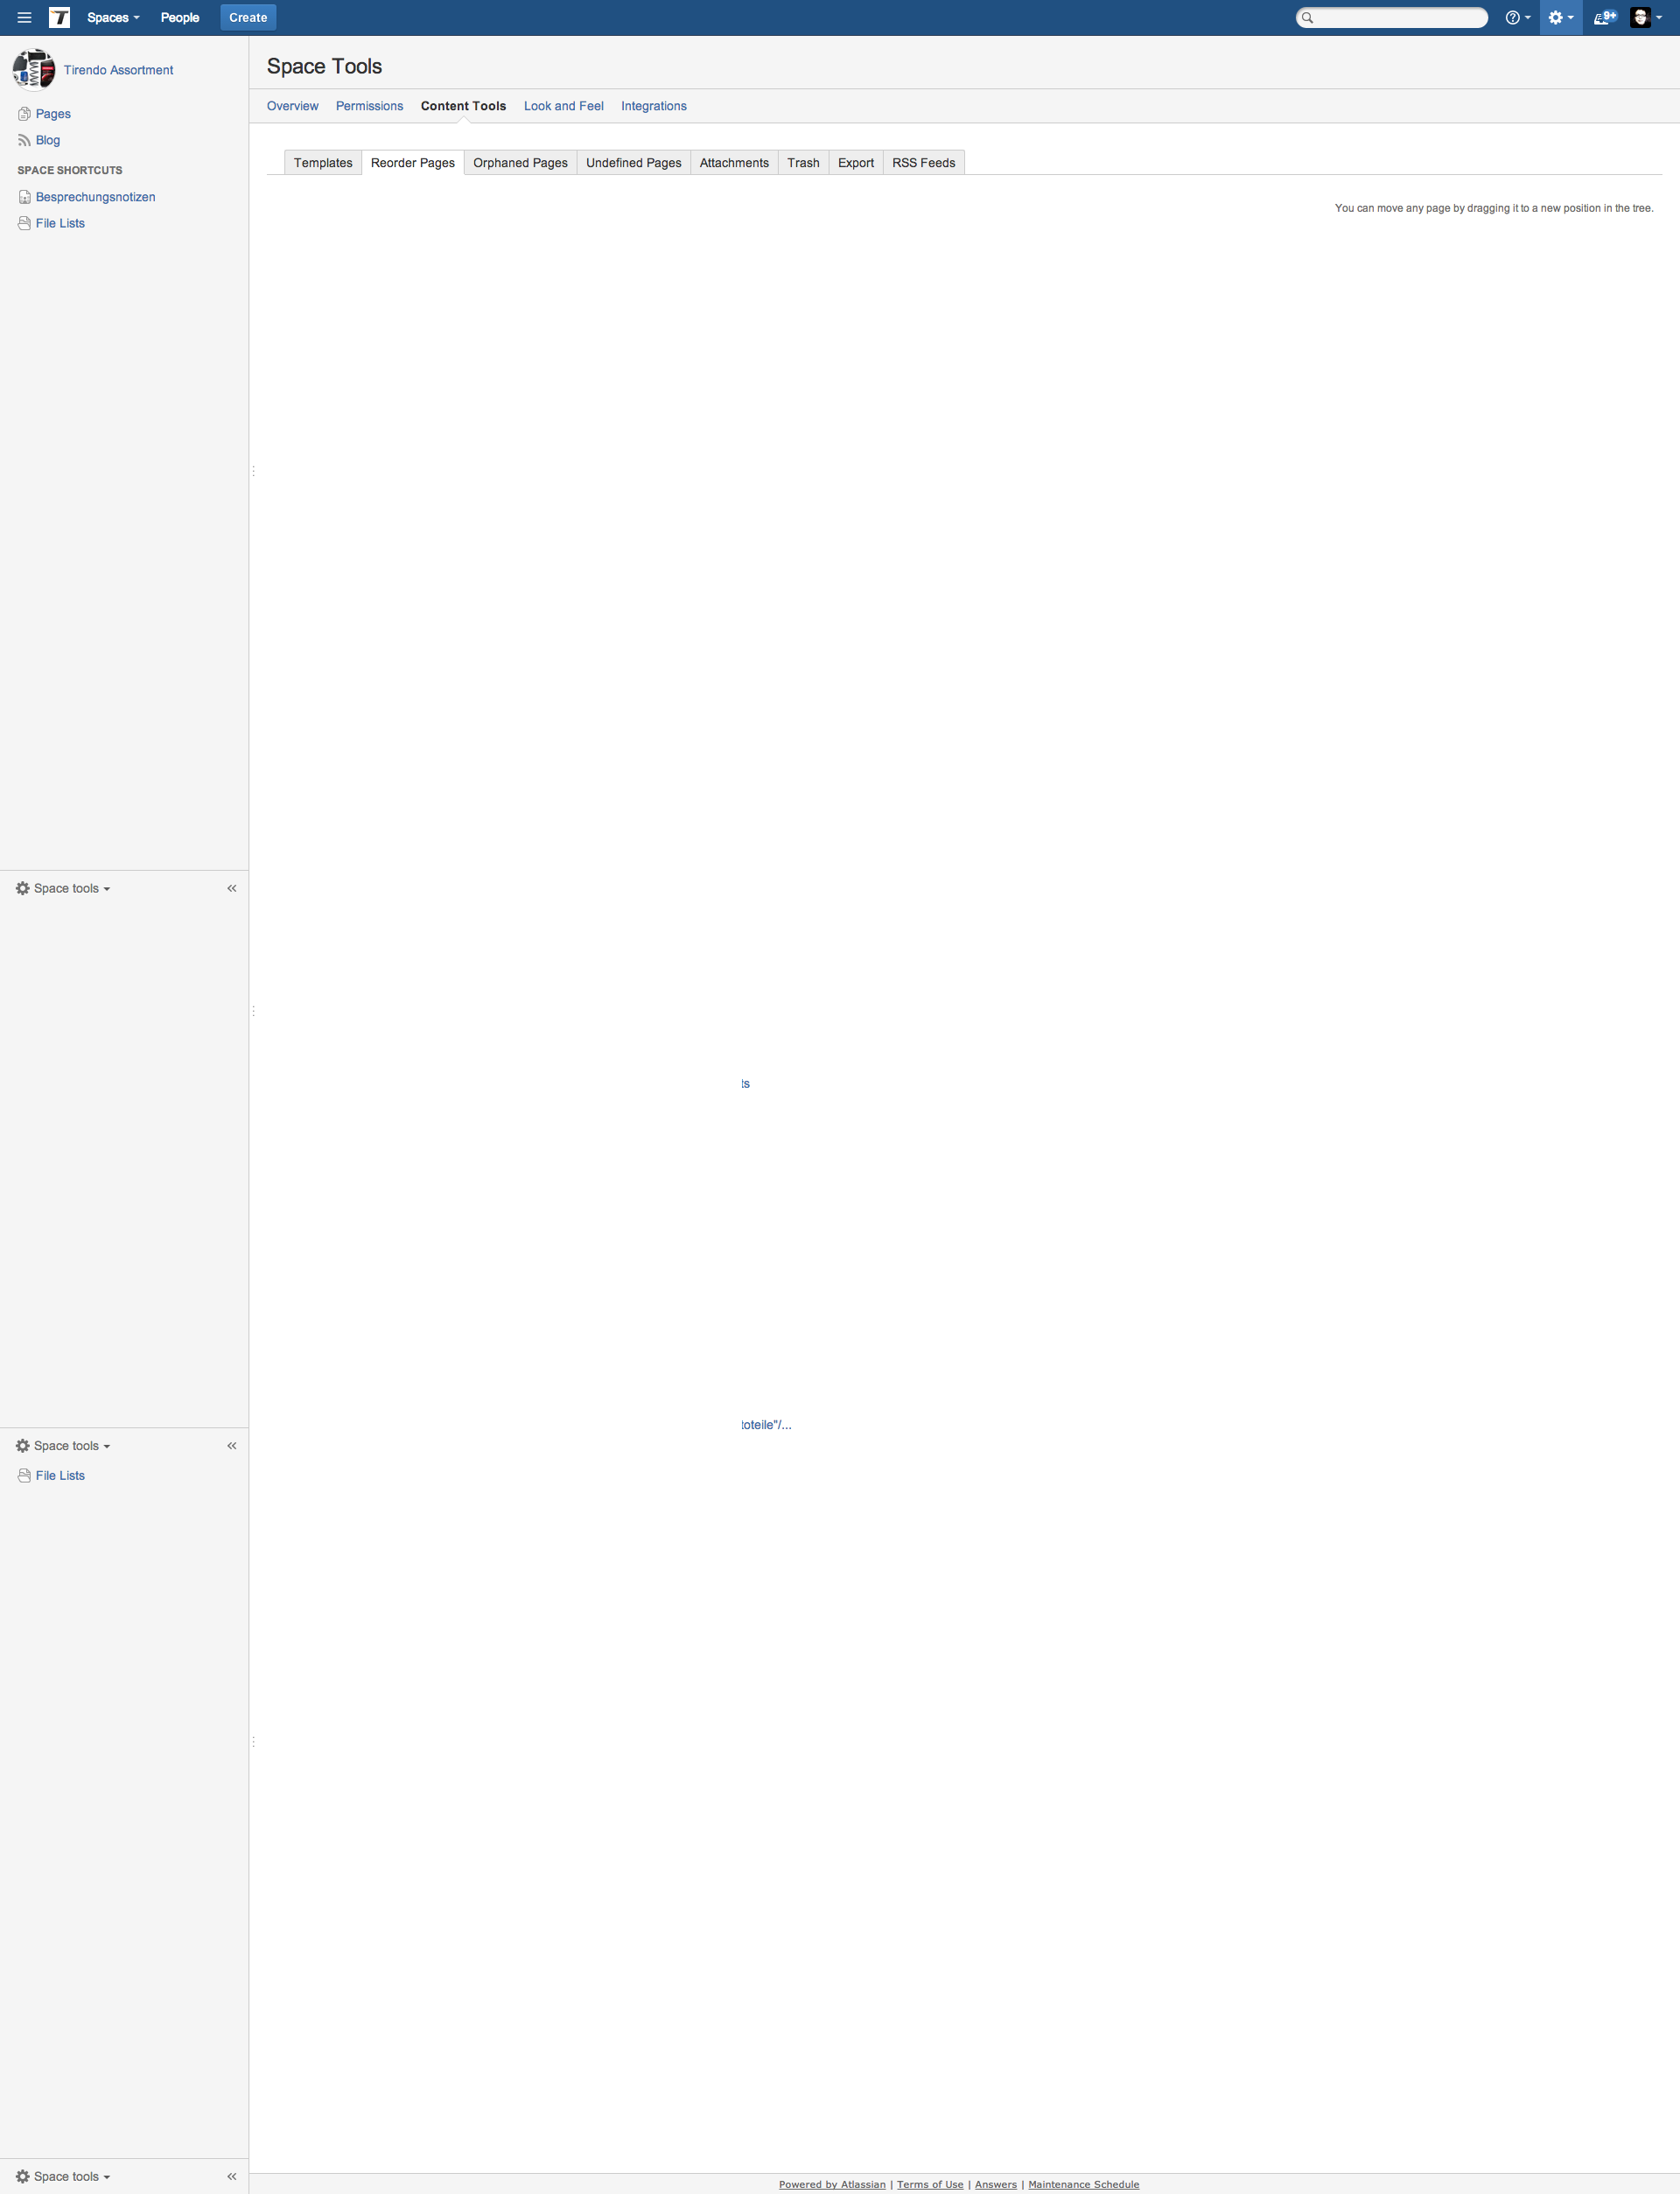 T Spaces People Create 9+
Tirendo Assortment
Pages
Blog
SPACE SHORTCUTS
Besprechungsnotizen
File Lists
Space Tools
Overview Permissions Content Tools Look and Feel Integrations
Templates Reorder Pages Orphaned Pages Undefined Pages Attachments Trash Export RSS Feeds
You can move any page by dragging it to a new position in the tree.
Space tools
ts
toteile"/...
Space tools
File Lists
Space tools
Powered by Atlassian | Terms of Use | Answers | Maintenance Schedule